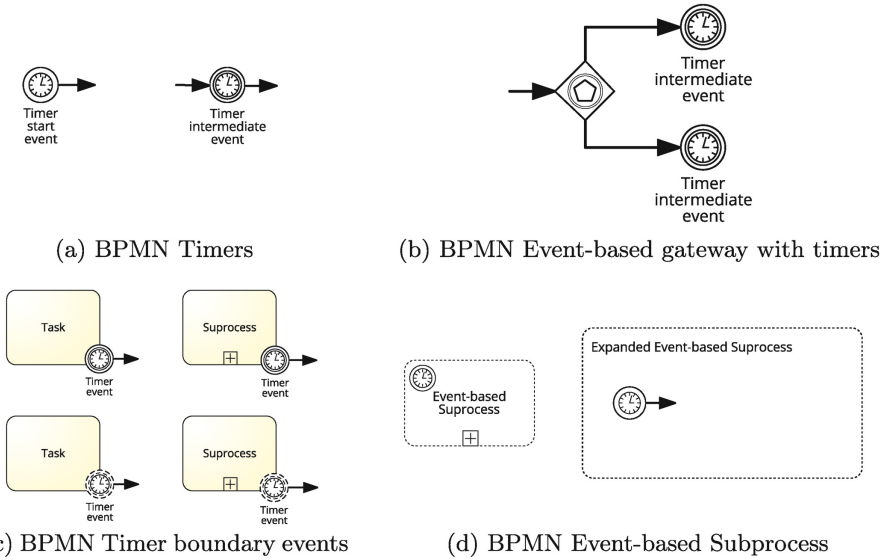 Timer
start
event
Timer
intermediate
event
Timer
intermediate
event
Timer
intermediate
event
(a) BPMN Timers
(b) BPMN Event-based gateway with timers
Task
Timer
event
Suprocess
Timer
event
Task
Timer
event
Suprocess
Timer
event
Event-based
Suprocess
Expanded Event-based Suprocess
) BPMN Timer boundary events
(d) BPMN Event-based Subprocess